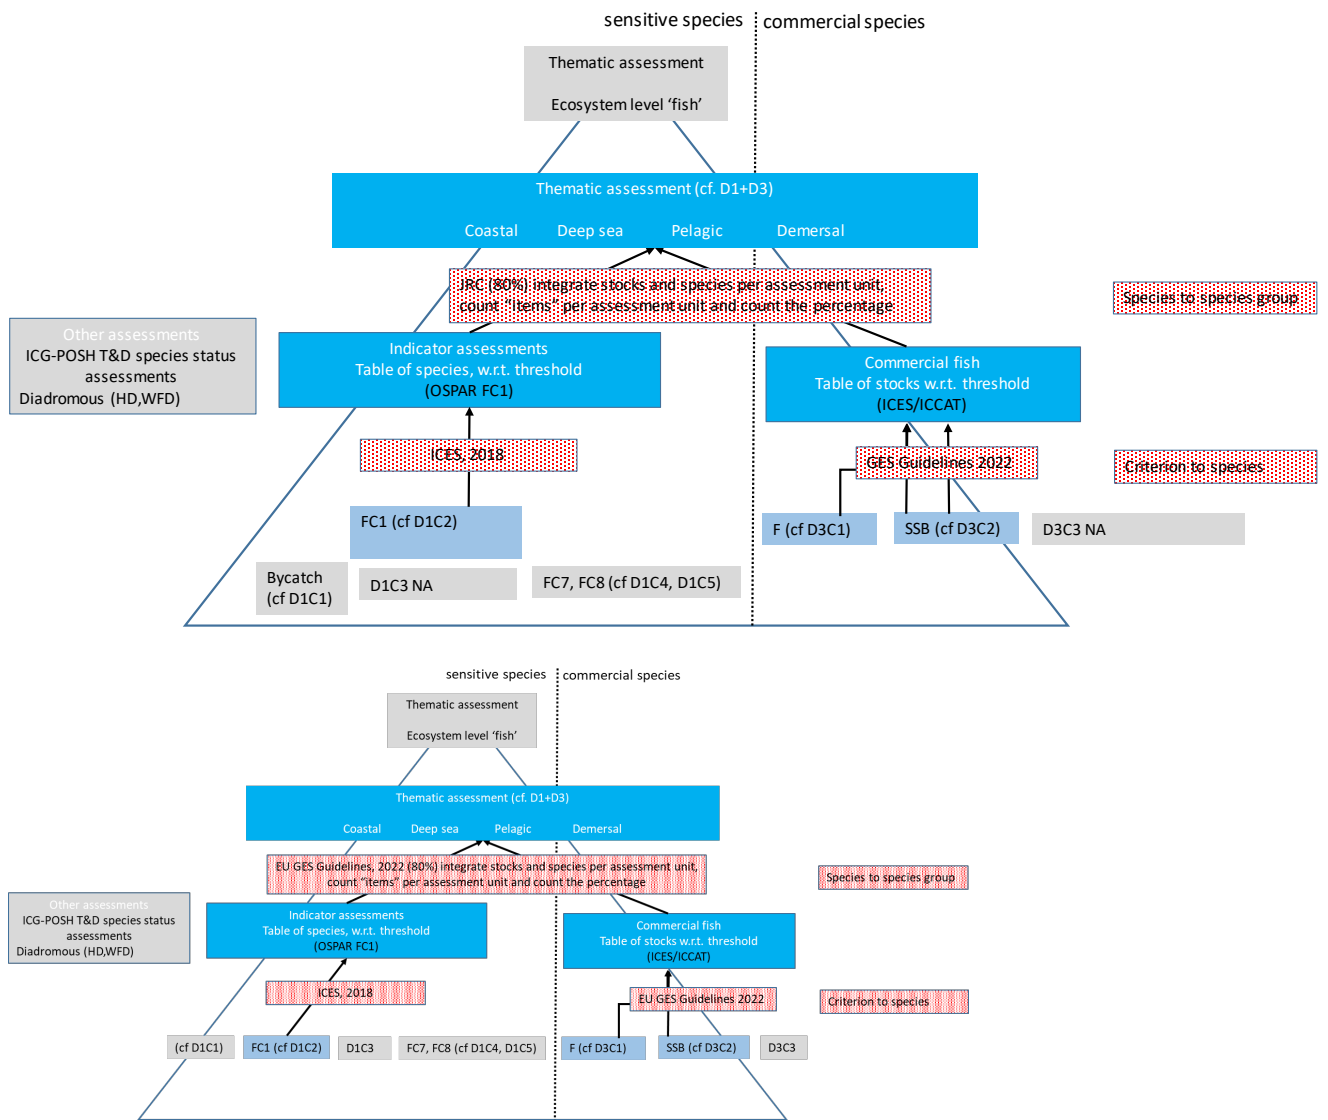 sensitive species
commercial species
Thematic assessment
Ecosystem level ‘fish’
Thematic assessment (cf. D1+D3)
Coastal Deep sea Pelagic Demersal
JRC (80%) integrate stocks and species per assessment unit,
count “items” per assessment unit and count the percentage
Species to species group
Other assessments
ICG-POSH T&D species status
assessments
Diadromous (HD,WFD)
Indicator assessments
Table of species, w.r.t. threshold
(OSPAR FC1)
Commercial fish
Table of stocks w.r.t. threshold
(ICES/ICCAT)
ICES, 2018
GES Guidelines 2022
Criterion to species
FC1 (cf D1C2)
F (cf D3C1)
SSB (cf D3C2)
D3C3 NA
Bycatch
(cf D1C1)
D1C3 NA
FC7, FC8 (cf D1C4, D1C5)
sensitive species
commercial species
Thematic assessment
Ecosystem level ‘fish’
Thematic assessment (cf. D1+D3)
Coastal Deep sea Pelagic Demersal
EU GES Guidelines, 2022 (80%) integrate stocks and species per assessment unit,
count “items” per assessment unit and count the percentage
Species to species group
Other assessments
ICG-POSH T&D species status
assessments
Diadromous (HD,WFD)
Indicator assessments
Table of species, w.r.t. threshold
(OSPAR FC1)
Commercial fish
Table of stocks w.r.t. threshold
(ICES/ICCAT)
ICES, 2018
EU GES Guidelines 2022
Criterion to species
(cf D1C1)
FC1 (cf D1C2)
D1C3
FC7, FC8 (cf D1C4, D1C5)
F (cf D3C1)
SSB (cf D3C2)
D3C3